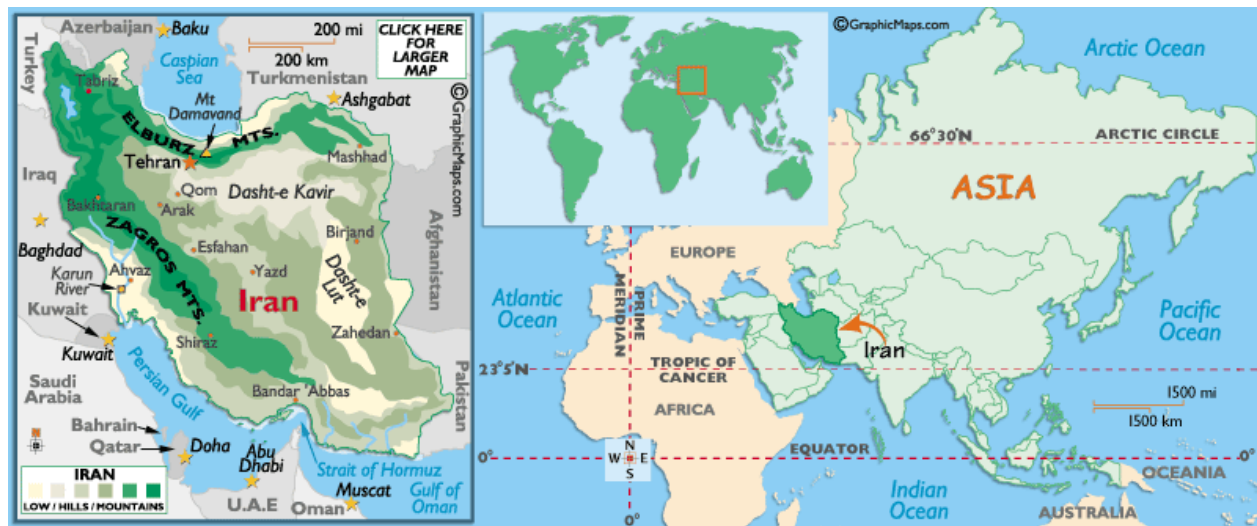 Azerbaijan
Baku
Turkey
Caspian
Sea
200 mi
200 km
CLICK HERE
FOR
LARGER
MAP
Turkmenistan
Tabriz
Mt
Damavand
Ashgabat
©GraphicMaps.com
ELBURZ MTS.
Tehran
Mashhad
Iraq
Qom
Dasht-e Kavir
Bakhtaran
Arak
ZAGROS MTS.
Baghdad
Esfahan
Birjand
Afghanistan
Karun
River
Ahvaz
Yazd
Dasht-e
Lut
Iran
Kuwait
Kuwait
Shiraz
Zahedan
Saudi
Arabia
Persian Gulf
Bandar 'Abbas
Pakistan
Bahrain
Qatar
Doha
Abu
Dhabi
Strait of Hormuz
Gulf of
Oman
Muscat
U.A.E
Oman
IRAN
LOW / HILLS / MOUNTAINS
©GraphicMaps.com
Arctic Ocean
66°30'N
ARCTIC CIRCLE
ASIA
EUROPE
PRIME
MERIDIAN
Atlantic
Ocean
Pacific
Ocean
Iran
23°5'N
TROPIC OF
CANCER
AFRICA
1500 mi
1500 km
EQUATOR
N
W E
S
0°
0°
OCEANIA
Indian
Ocean
AUSTRALIA
0°